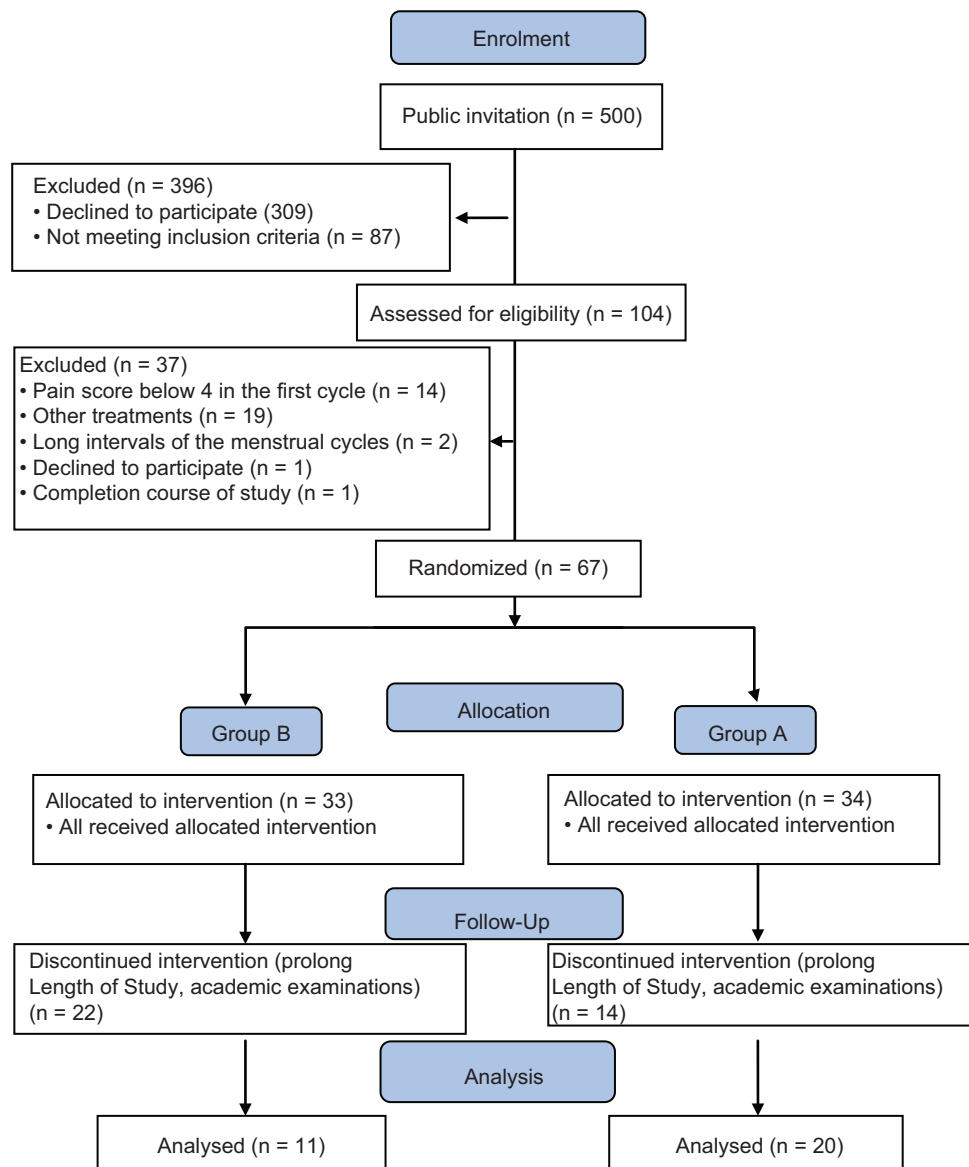 Enrolment
Public invitation (n = 500)
Excluded (n = 396)
• Declined to participate (309)
• Not meeting inclusion criteria (n = 87)
Assessed for eligibility (n = 104)
Excluded (n = 37)
• Pain score below 4 in the first cycle (n = 14)
• Other treatments (n = 19)
• Long intervals of the menstrual cycles (n = 2)
• Declined to participate (n = 1)
• Completion course of study (n = 1)
Randomized (n = 67)
Allocation
Group B
Group A
Allocated to intervention (n = 33)
• All received allocated intervention
Allocated to intervention (n = 34)
• All received allocated intervention
Follow-Up
Discontinued intervention (prolong
Length of Study, academic examinations)
(n = 22)
Discontinued intervention (prolong
Length of Study, academic examinations)
(n = 14)
Analysis
Analysed (n = 11)
Analysed (n = 20)